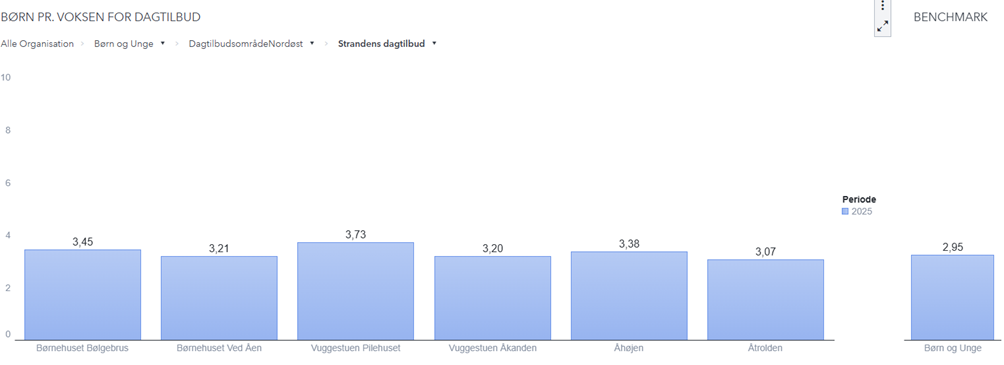 BØRN PR. VOKSEN FOR DAGTILBUD
BENCHMARK
Alle Organisation Børn og Unge DagtilbudsområdeNordøst Strandens dagtilbud
10
8
6
4
2
0
3,45
3,21
3,73
3,20
3,38
3,07
Børnehuset Bølgebrus
Børnehuset Ved Åen
Vuggestuen Pilehuset
Vuggestuen Åkanden
Åhøjen
Åtrolden
Periode
2025
2,95
Børn og Unge